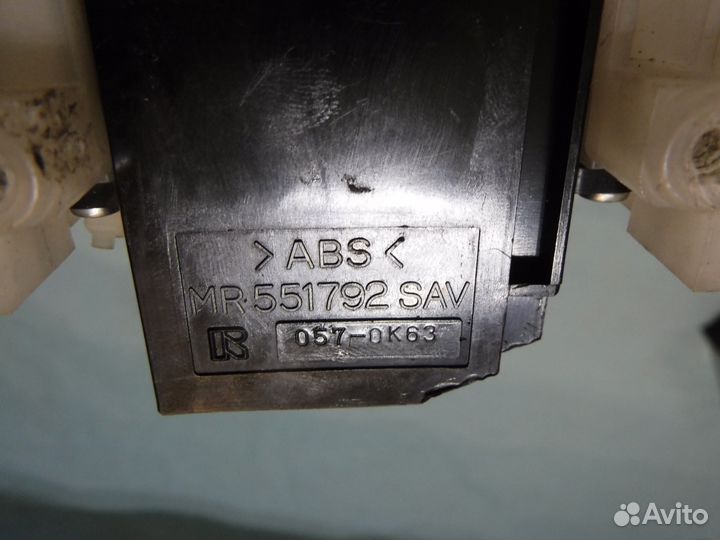 >ABS<
MR551792 SAV
R 057-0K63
Avito